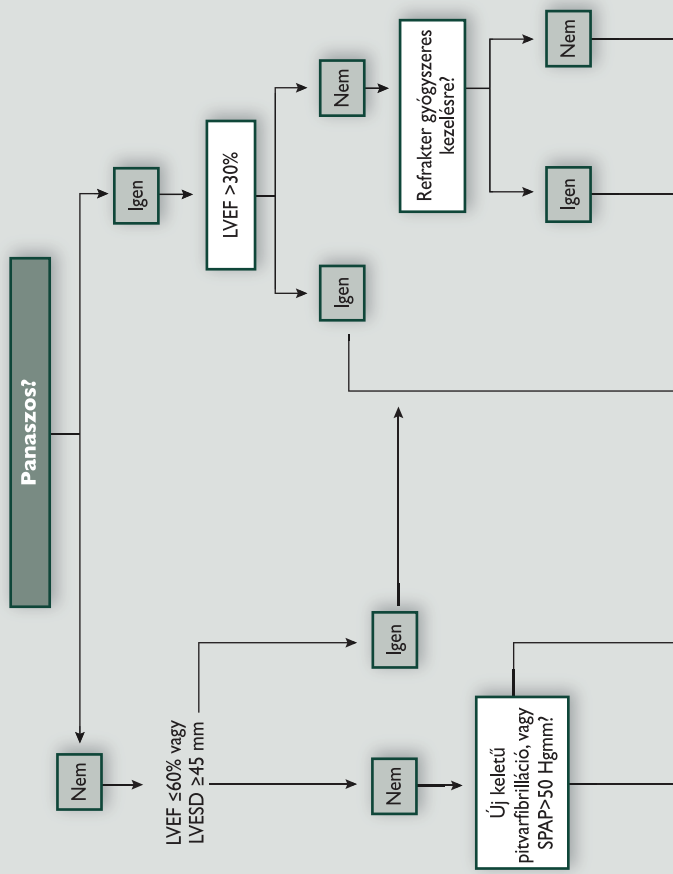 Panaszos?
Nem
Igen
LVEF ≤60% vagy
LVESD ≥45 mm
LVEF >30%
Nem
Igen
Igen
Nem
Új keletű
pitvarfibrilláció, vagy
SPAP>50 Hgmm?
Refrakter gyógyszeres
kezelésre?
Igen
Nem